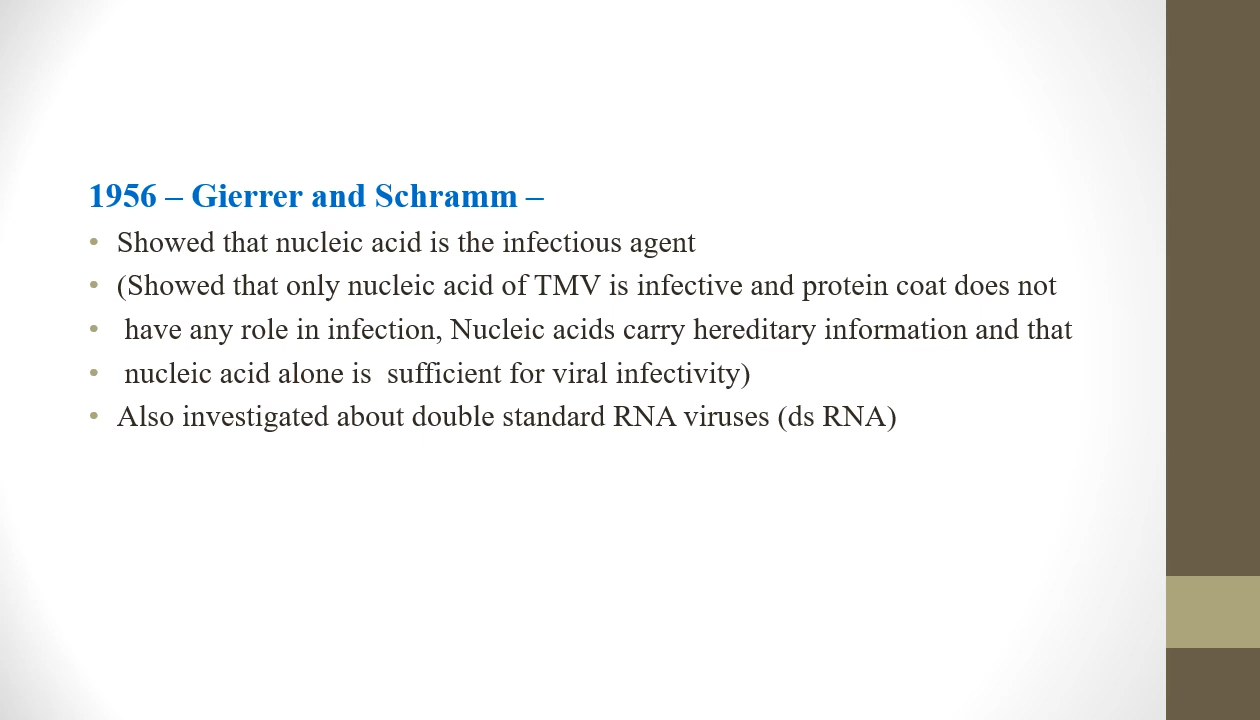 1956 – Gierrer and Schramm –
• Showed that nucleic acid is the infectious agent
• (Showed that only nucleic acid of TMV is infective and protein coat does not
• have any role in infection, Nucleic acids carry hereditary information and that
• nucleic acid alone is  sufficient for viral infectivity)
• Also investigated about double standard RNA viruses (ds RNA)